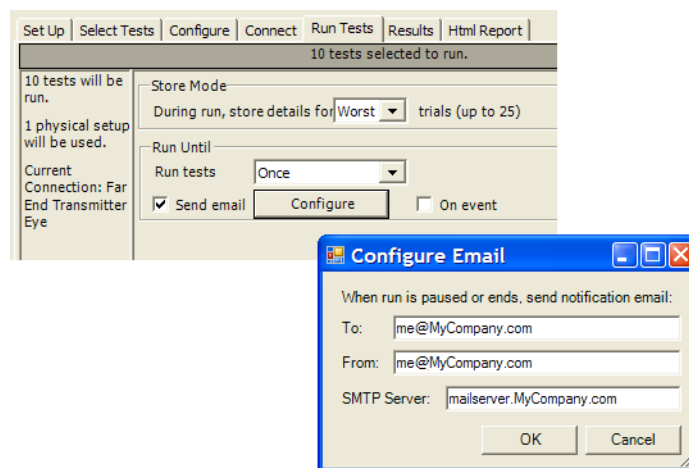 Set Up Select Tests Configure Connect Run Tests Results Html Report
10 tests selected to run.
10 tests will be
run.
1 physical setup
will be used.
Current
Connection: Far
End Transmitter
Eye
Store Mode
During run, store details for Worst trials (up to 25)
Run Until
Run tests Once
Send email Configure On event
Configure Email
When run is paused or ends, send notification email:
To: me@MyCompany.com
From: me@MyCompany.com
SMTP Server: mailserver.MyCompany.com
OK Cancel